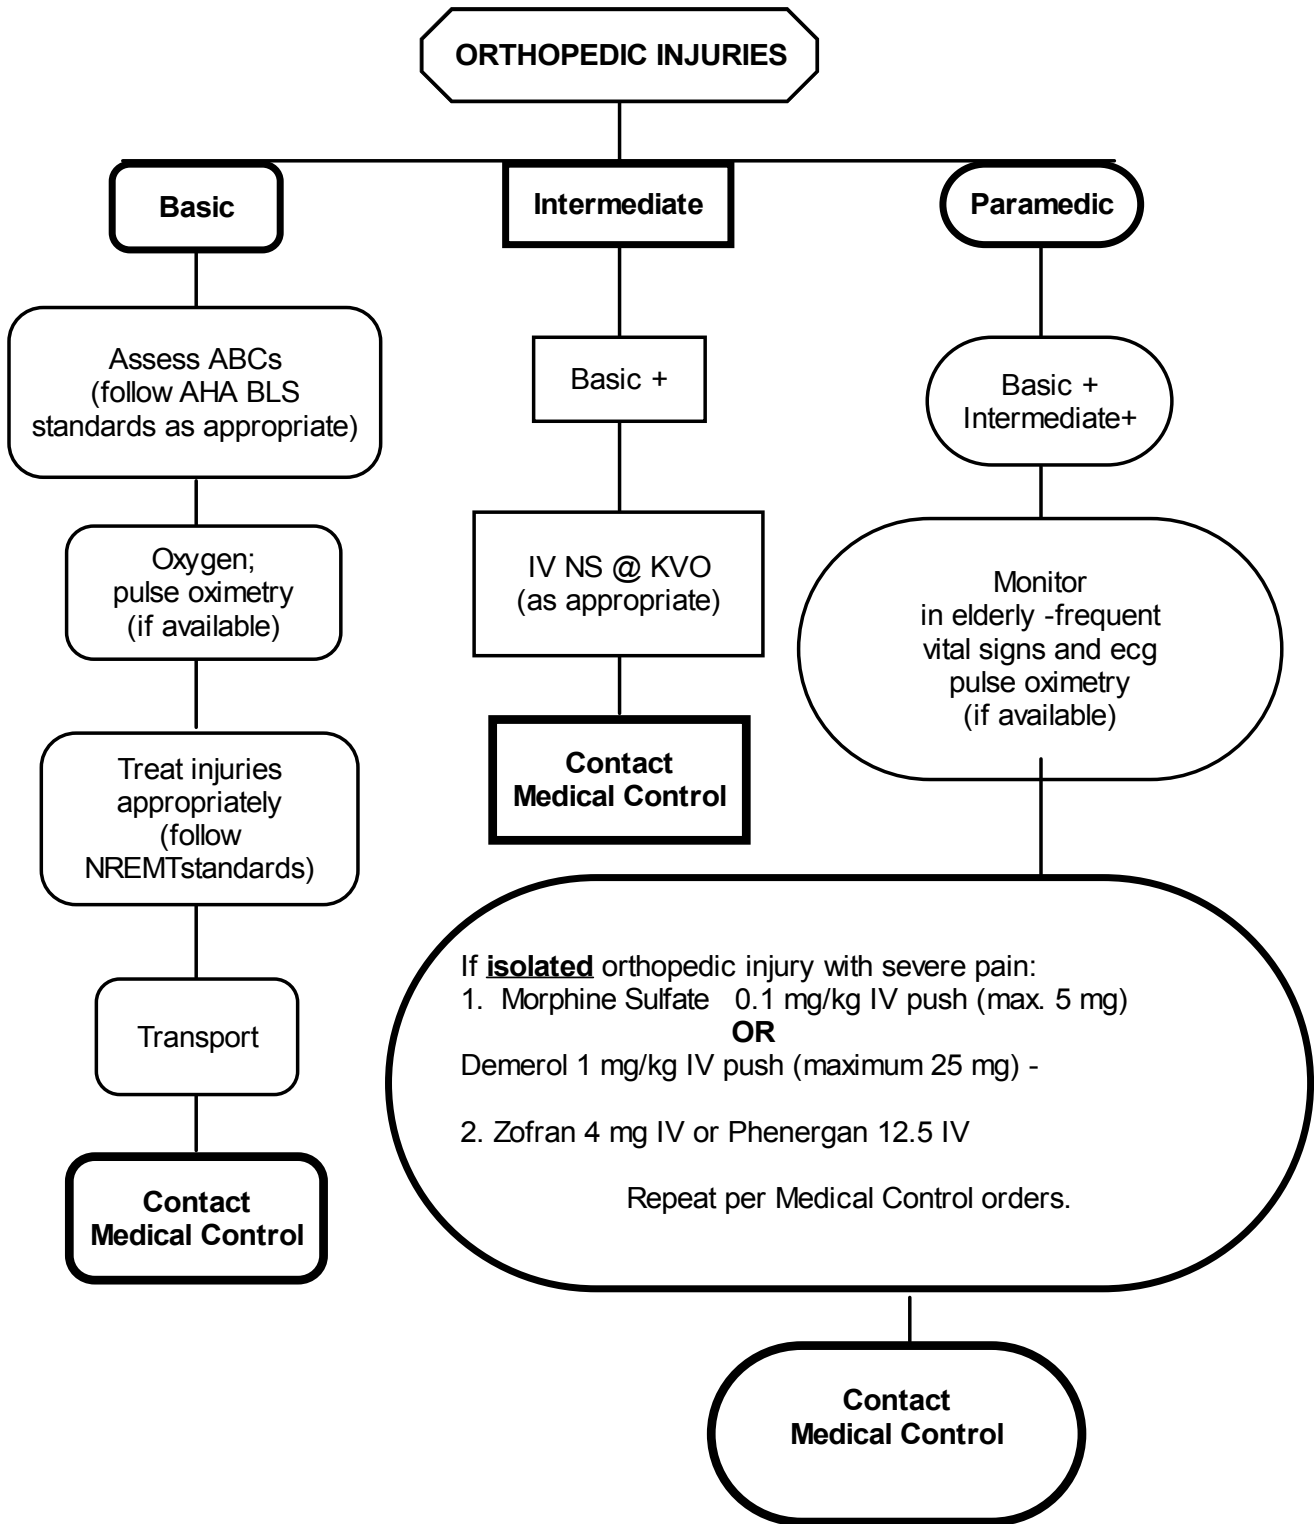 ORTHOPEDIC INJURIES
Basic
Assess ABCs
(follow AHA BLS
standards as appropriate)
Oxygen;
pulse oximetry
(if available)
Treat injuries
appropriately
(follow
NREMTstandards)
Transport
Contact
Medical Control
Intermediate
Basic +
IV NS @ KVO
(as appropriate)
Contact
Medical Control
Paramedic
Basic +
Intermediate+
Monitor
in elderly -frequent
vital signs and ecg
pulse oximetry
(if available)
If isolated orthopedic injury with severe pain:
1. Morphine Sulfate 0.1 mg/kg IV push (max. 5 mg)
OR
Demerol 1 mg/kg IV push (maximum 25 mg) -
2. Zofran 4 mg IV or Phenergan 12.5 IV
Repeat per Medical Control orders.
Contact
Medical Control